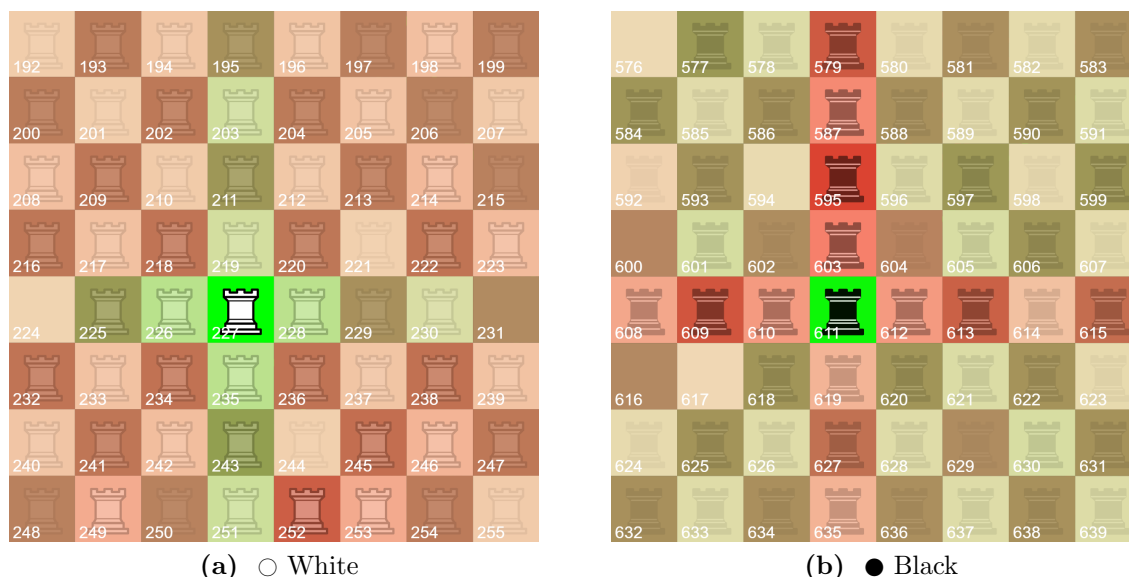 192 193 194 195 196 197 198 199
200 201 202 203 204 205 206 207
208 209 210 211 212 213 214 215
216 217 218 219 220 221 222 223
224 225 226 227 228 229 230 231
232 233 234 235 236 237 238 239
240 241 242 243 244 245 246 247
248 249 250 251 252 253 254 255
(a) ○ White
576 577 578 579 580 581 582 583
584 585 586 587 588 589 590 591
592 593 594 595 596 597 598 599
600 601 602 603 604 605 606 607
608 609 610 611 612 613 614 615
616 617 618 619 620 621 622 623
624 625 626 627 628 629 630 631
632 633 634 635 636 637 638 639
(b) ● Black